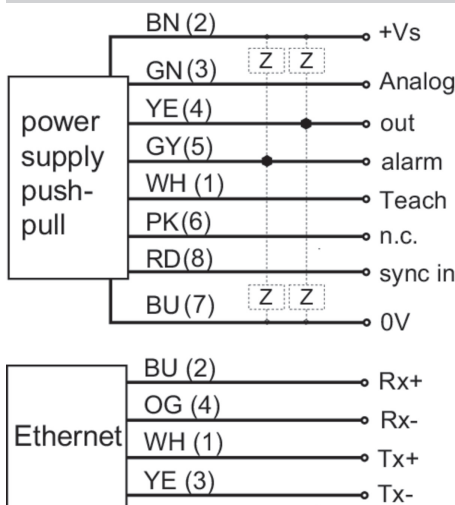 BN (2)
+Vs
Z Z
GN (3)
Analog
YE (4)
out
power
supply
push-
pull
GY(5)
alarm
WH (1)
Teach
PK(6)
n.c.
RD(8)
sync in
Z Z
BU (7)
0V
BU (2)
Rx+
OG (4)
Rx-
Ethernet
WH (1)
Tx+
YE (3)
Tx-